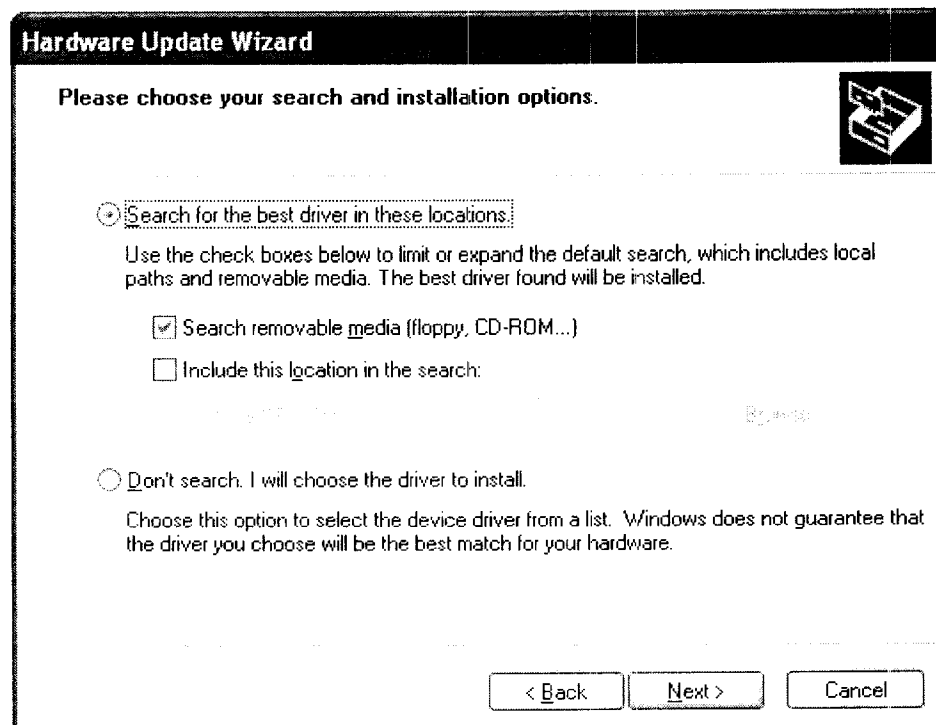 Hardware Update Wizard
Please choose your search and installation options.
Search for the best driver in these locations.
Use the check boxes below to limit or expand the default search, which includes local
paths and removable media. The best driver found will be installed.
Search removable media (floppy, CD-ROM...)
Include this location in the search:
Don't search. I will choose the driver to install.
Choose this option to select the device driver from a list. Windows does not guarantee that
the driver you choose will be the best match for your hardware.
< Back
Next >
Cancel